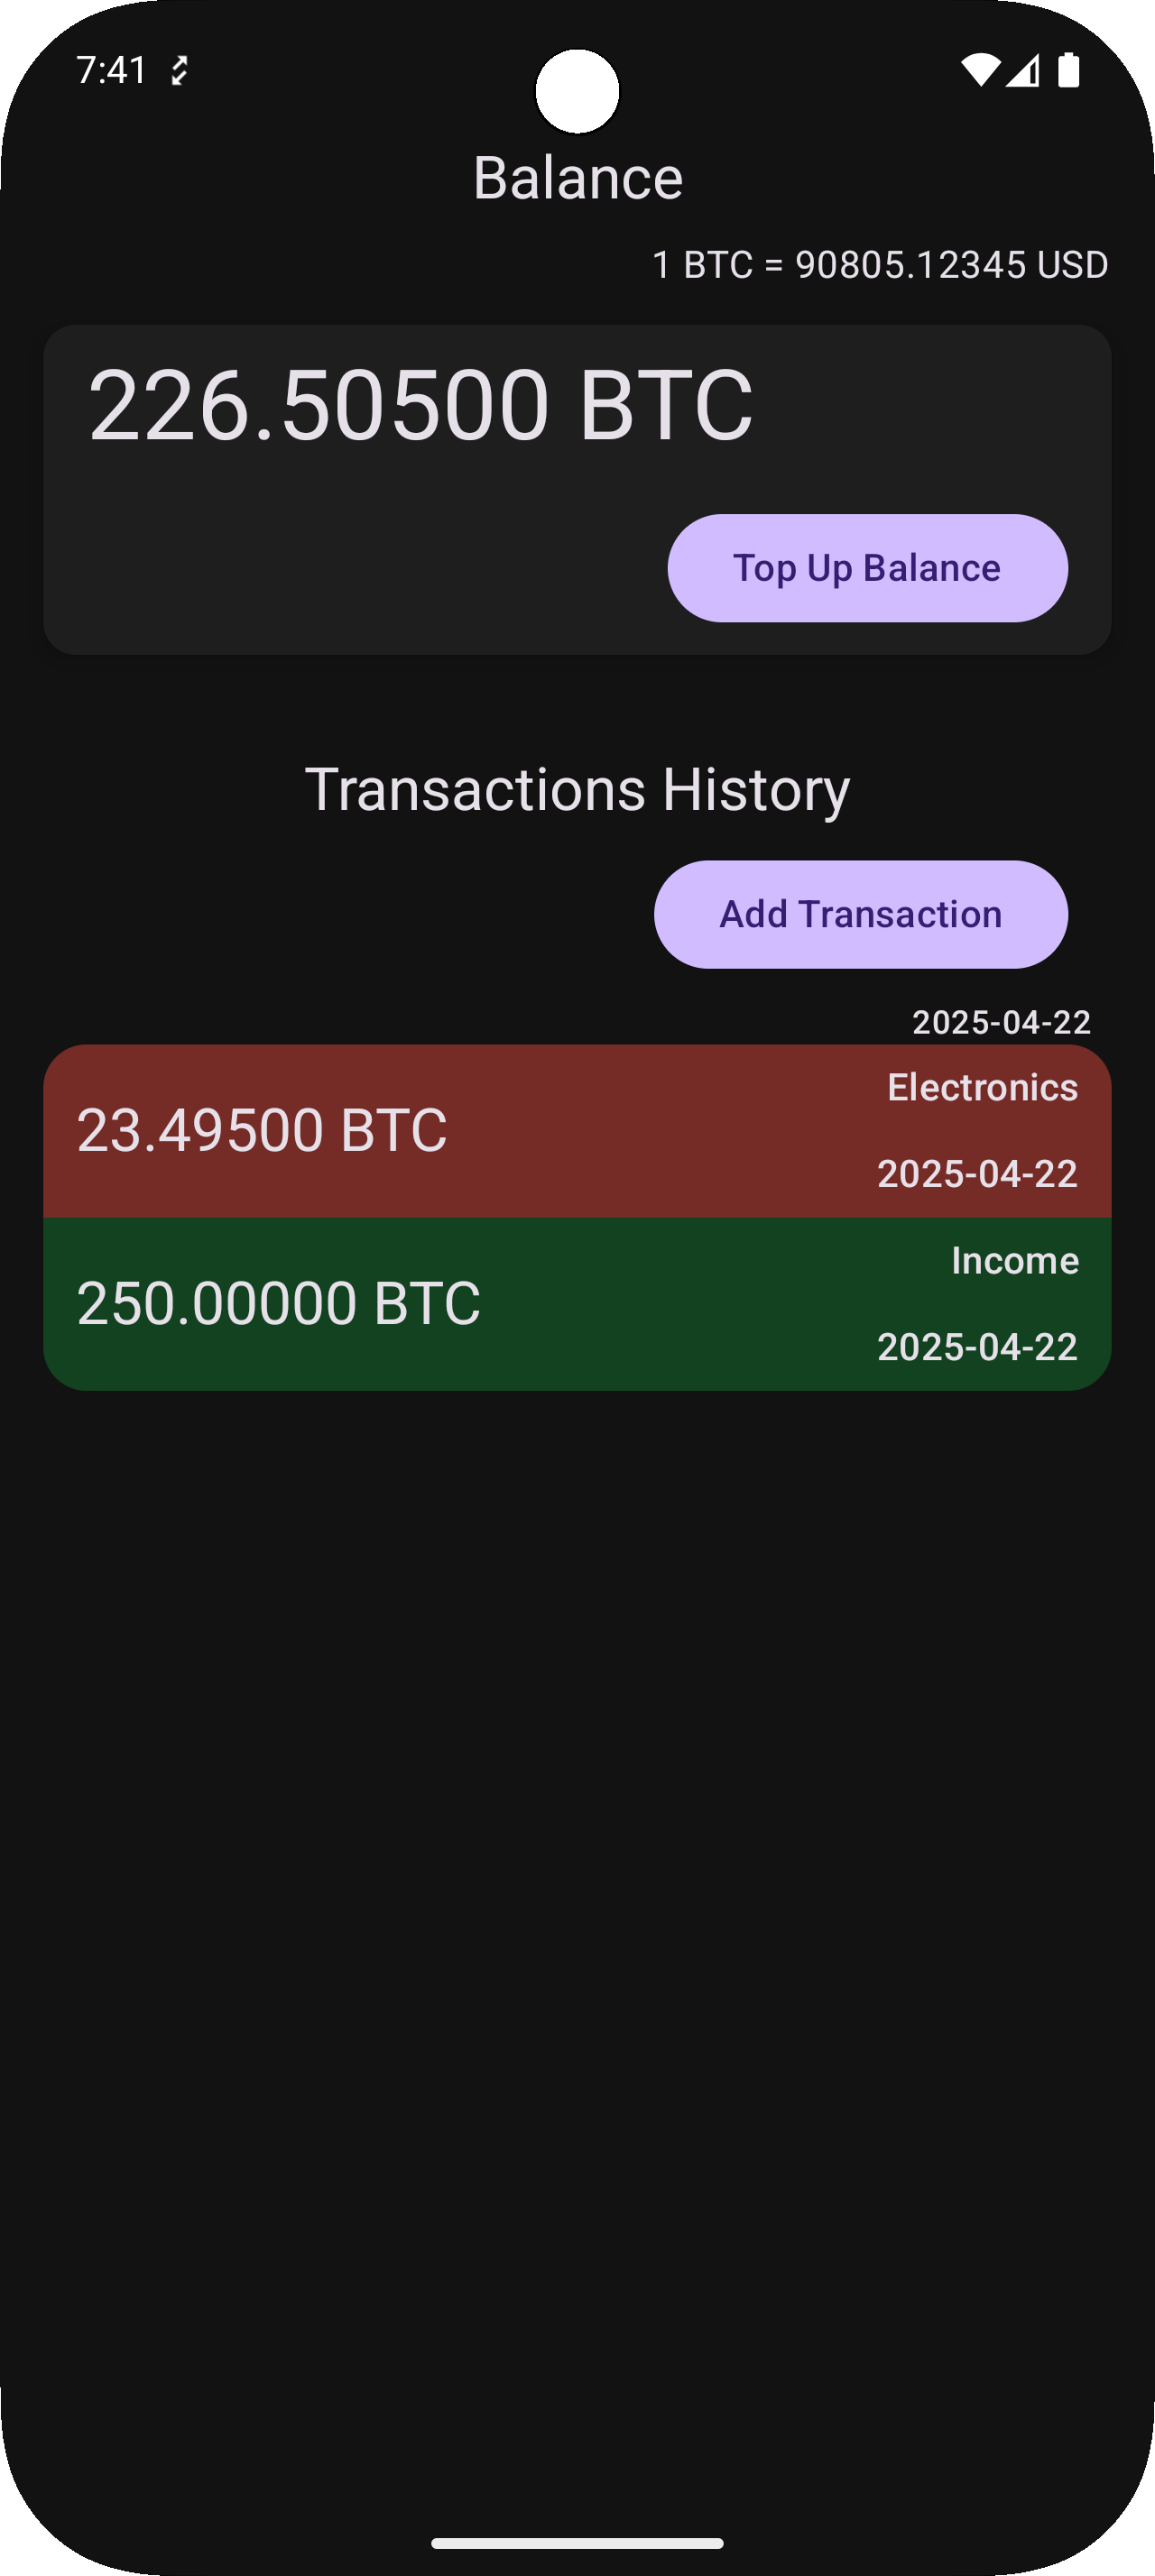 7:41
Balance
1 BTC = 90805.12345 USD
226.50500 BTC
Top Up Balance
Transactions History
Add Transaction
2025-04-22
Electronics
23.49500 BTC
2025-04-22
Income
250.00000 BTC
2025-04-22